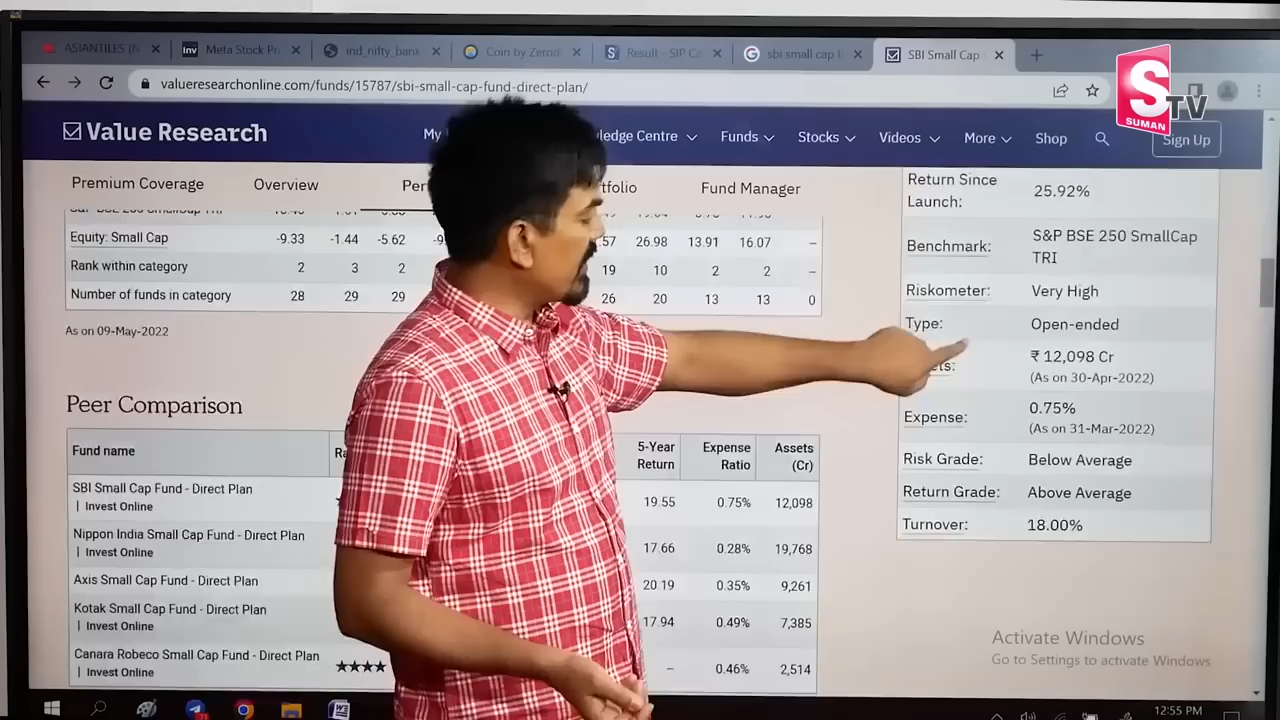 ASIANTILES (N
Inv Meta Stock Pr
ind_nifty_bank
Coin by Zerod
Result - SIP Ca
sbi small cap
SBI Small Cap
valueresearchonline.com/funds/15787/sbi-small-cap-fund-direct-plan/
S TV
SUMAN
Value Research
My
ledge Centre
Funds
Stocks
Videos
More
Shop
Sign Up
Premium Coverage
Overview
Per
tfolio
Fund Manager
Equity: Small Cap -9.33 -1.44 -5.62 .57 26.98 13.91 16.07 –
Rank within category 2 3 2 19 10 2 2 –
Number of funds in category 28 29 29 26 20 13 13 0
As on 09-May-2022
Peer Comparison
Fund name Ra 5-Year Return Expense Ratio Assets (Cr)
SBI Small Cap Fund - Direct Plan 19.55 0.75% 12,098
| Invest Online
Nippon India Small Cap Fund - Direct Plan 17.66 0.28% 19,768
| Invest Online
Axis Small Cap Fund - Direct Plan 20.19 0.35% 9,261
Kotak Small Cap Fund - Direct Plan 17.94 0.49% 7,385
| Invest Online
Canara Robeco Small Cap Fund - Direct Plan ★★★★ – 0.46% 2,514
| Invest Online
Return Since Launch: 25.92%
Benchmark: S&P BSE 250 SmallCap TRI
Riskometer: Very High
Type: Open-ended
ts: ₹ 12,098 Cr
(As on 30-Apr-2022)
Expense: 0.75%
(As on 31-Mar-2022)
Risk Grade: Below Average
Return Grade: Above Average
Turnover: 18.00%
Activate Windows
Go to Settings to activate Windows.
12:55 PM